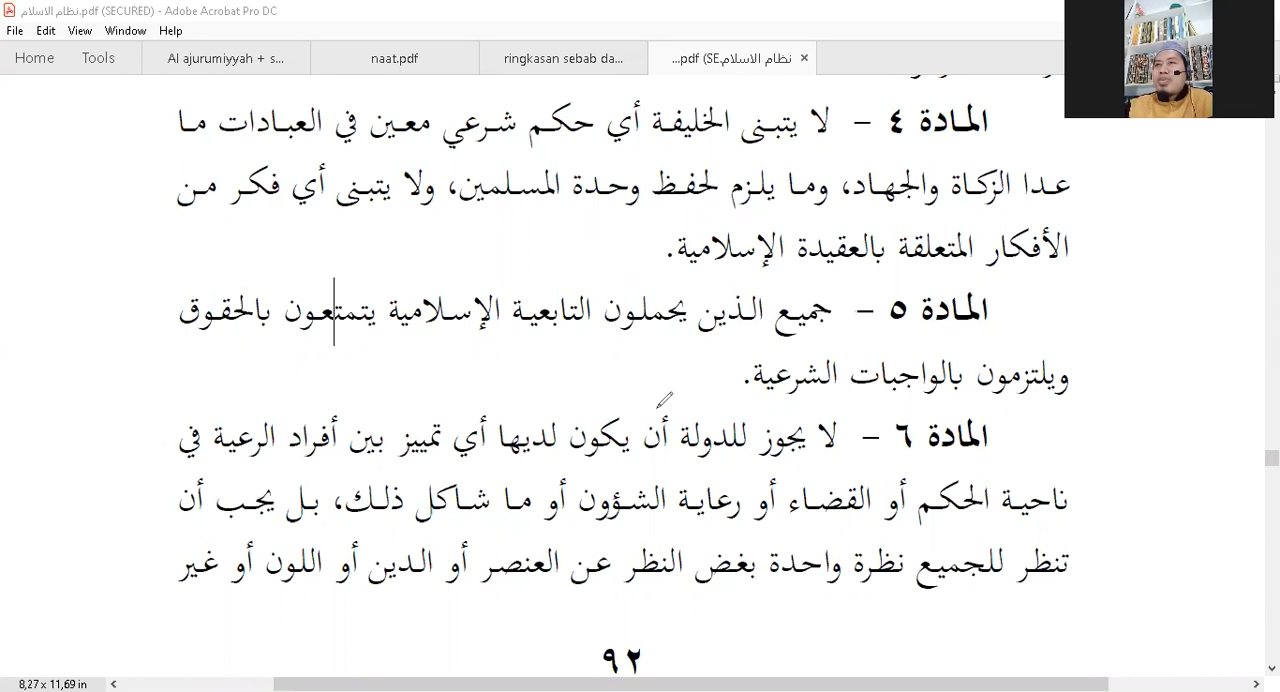 نظام الاسلام.pdf (SECURED) - Adobe Acrobat Pro DC
File Edit View Window Help
Home Tools Al ajurumiyyah + s... naat.pdf ringkasan sebab da... ...pdf (SE.نظام الاسلام ×
المادة ٤ – لا يتبنى الخليفة أي حكم شرعي معين في العبادات ما
عدا الزكاة والجهاد، وما يلزم لحفظ وحدة المسلمين، ولا يتبنى أي فكر من
الأفكار المتعلقة بالعقيدة الإسلامية.
المادة ٥ – جميع الذين يحملون التابعية الإسلامية يتمتعون بالحقوق
ويلتزمون بالواجبات الشرعية.
المادة ٦ – لا يجوز للدولة أن يكون لديها أي تمييز بين أفراد الرعية في
ناحية الحكم أو القضاء أو رعاية الشؤون أو ما شاكل ذلك، بل يجب أن
تنظر للجميع نظرة واحدة بغض النظر عن العنصر أو الدين أو اللون أو غير
٩٢
8,27 x 11,69 in